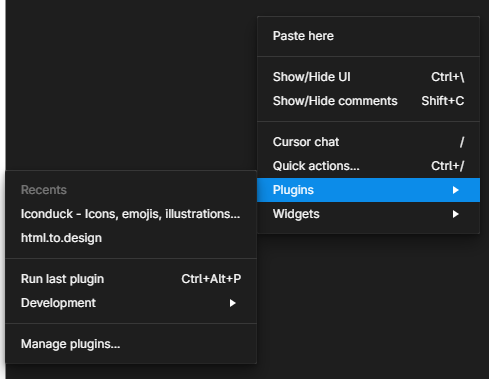 Paste here
Show/Hide UI Ctrl+\
Show/Hide comments Shift+C
Cursor chat /
Quick actions... Ctrl+/
Plugins
Widgets
Recents
Iconduck - Icons, emojis, illustrations...
html.to.design
Run last plugin Ctrl+Alt+P
Development
Manage plugins...